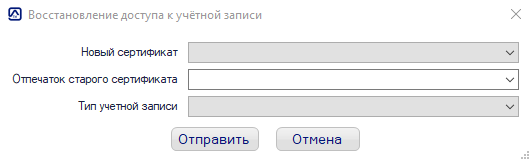 Восстановление доступа к учётной записи
Новый сертификат
Отпечаток старого сертификата
Тип учетной записи
Отправить Отмена